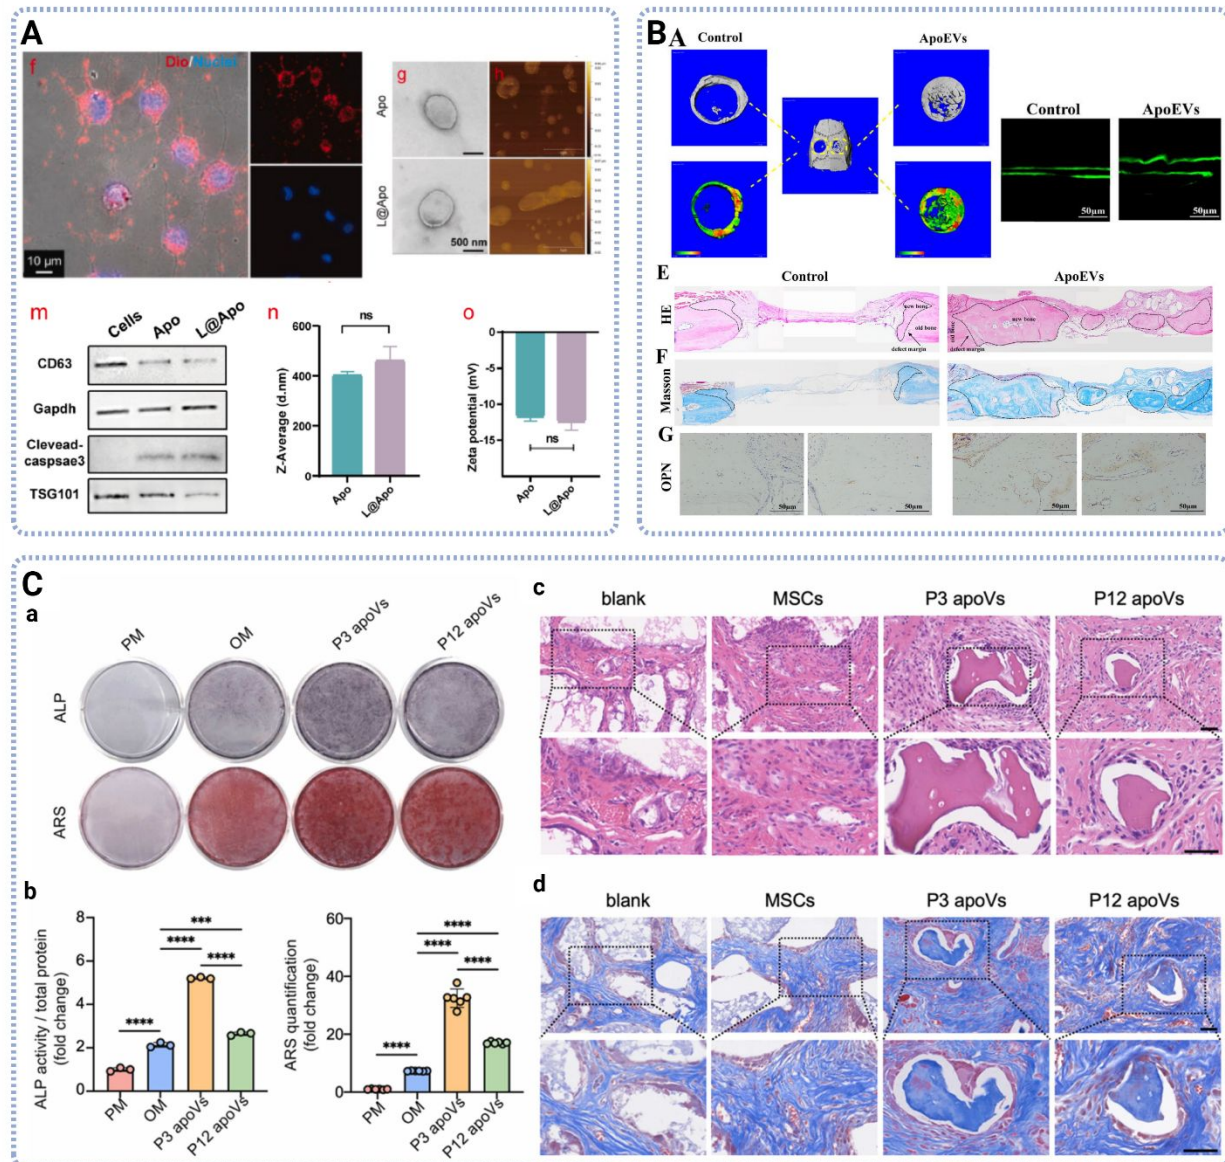 A
f
Dio/Nuclei
10 μm
g
h
Apo
L@Apo
500 nm
m
Cells
Apo
L@Apo
CD63
Gapdh
Clevead-
caspsae3
TSG101
n
ns
Z-Average (d.nm)
600
400
200
0
Apo
L@Apo
o
Zeta potential (mV)
0
-5
-10
-15
ns
Apo
L@Apo
B
A
Control
ApoEVs
Control
ApoEVs
50μm
50μm
E
Control
ApoEVs
HE
new bone
old bone
defect margin
new bone
old bone
defect margin
F
Masson
G
OPN
50μm
50μm
50μm
50μm
C
a
PM
OM
P3 apoVs
P12 apoVs
ALP
ARS
b
ALP activity / total protein
(fold change)
8
6
4
2
0
****
****
***
****
PM
OM
P3 apoVs
P12 apoVs
ARS quantification
(fold change)
60
40
20
0
****
****
****
****
PM
OM
P3 apoVs
P12 apoVs
c
blank
MSCs
P3 apoVs
P12 apoVs
d
blank
MSCs
P3 apoVs
P12 apoVs